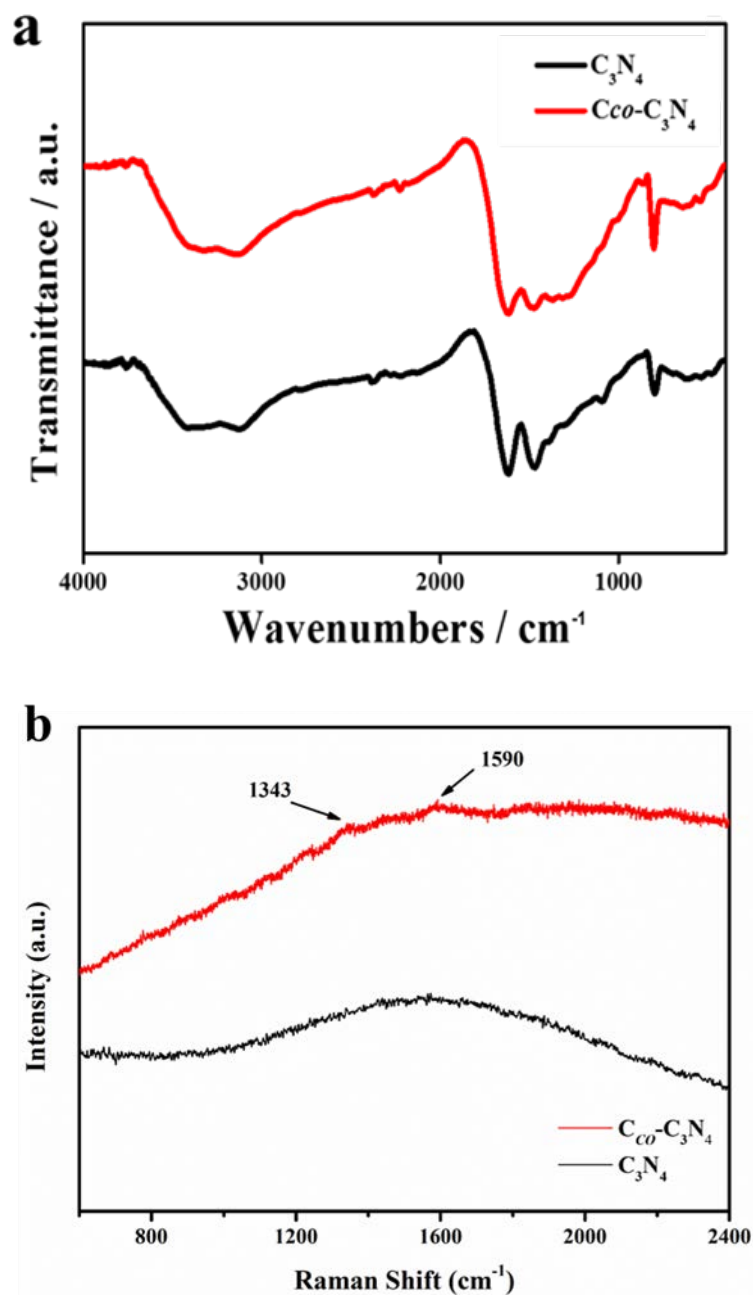 a
C₃N₄
Cco-C₃N₄
Transmittance / a.u.
4000 3000 2000 1000
Wavenumbers / cm⁻¹
b
1343
1590
Intensity (a.u.)
C_CO-C₃N₄
C₃N₄
800 1200 1600 2000 2400
Raman Shift (cm⁻¹)